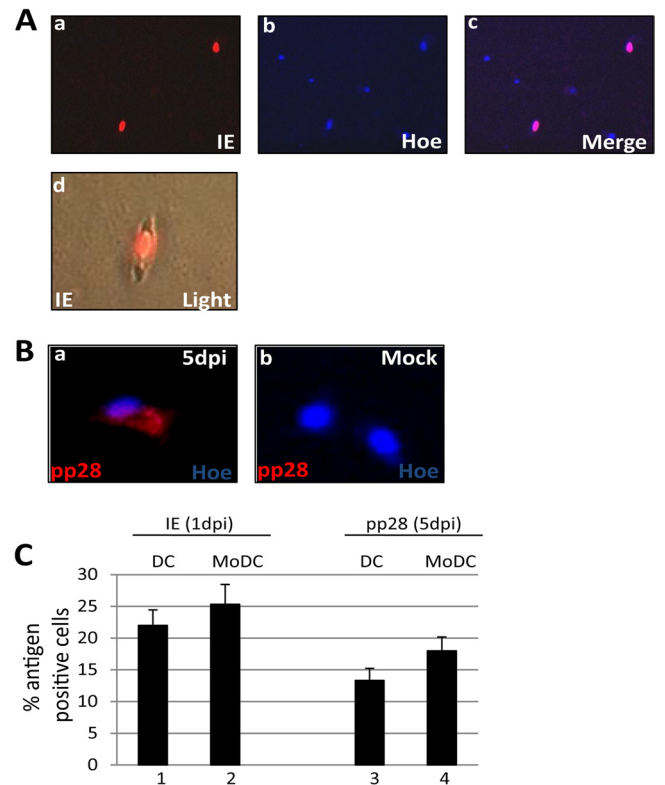 A
a
IE
b
Hoe
c
Merge
d
IE Light
B
a
5dpi
pp28 Hoe
b
Mock
pp28 Hoe
C
IE (1dpi)
pp28 (5dpi)
DC MoDC DC MoDC
% antigen
positive cells
30
25
20
15
10
5
0
1 2 3 4